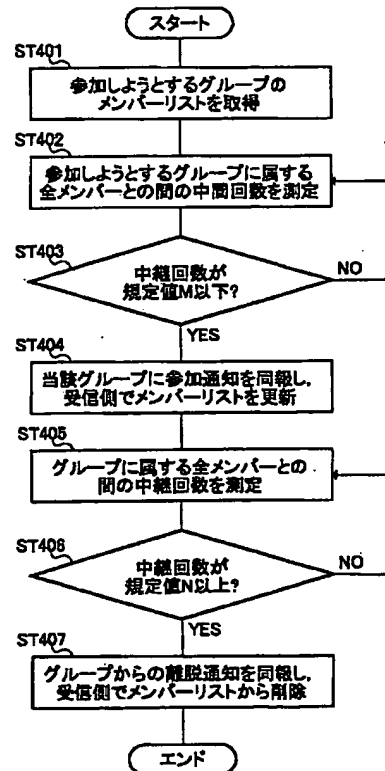 スタート
ST401
参加しようとするグループの
メンバーリストを取得
ST402
参加しようとするグループに属する
全メンバーとの間の中間回数を測定
ST403
中継回数が
規定値M以下?
NO
YES
ST404
当該グループに参加通知を同報し,
受信側でメンバーリストを更新
ST405
グループに属する全メンバーとの
間の中継回数を測定
ST406
中継回数が
規定値N以上?
NO
YES
ST407
グループからの離脱通知を同報し,
受信側でメンバーリストから削除
エンド